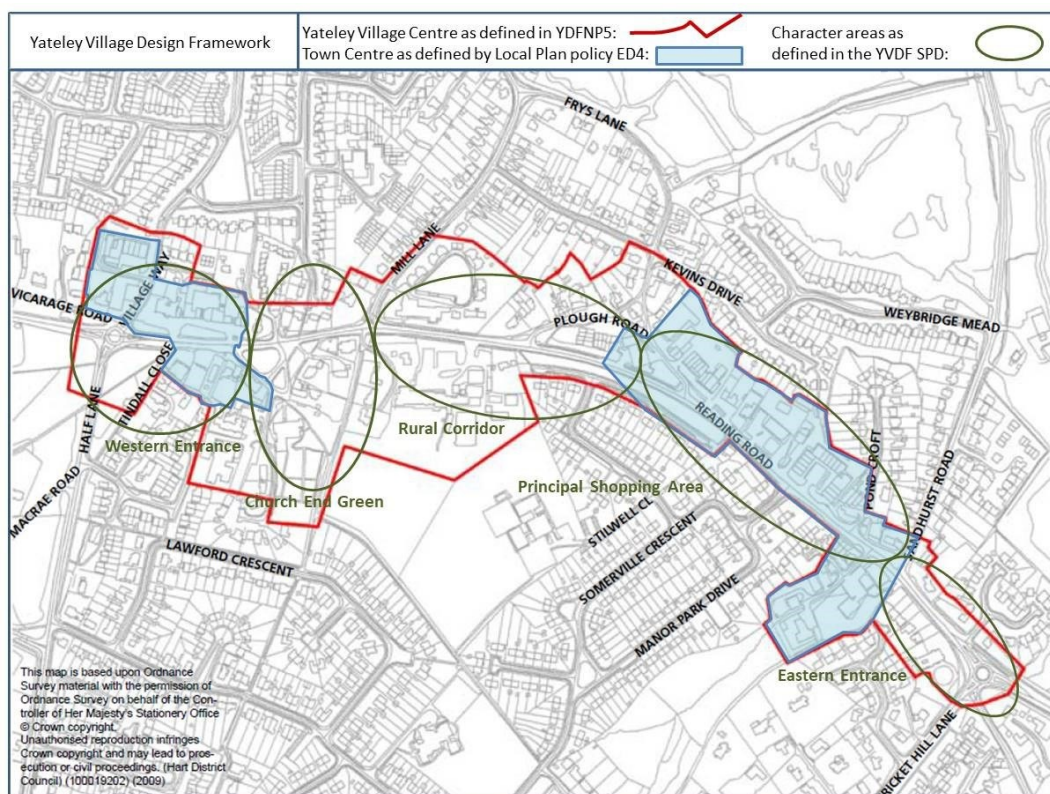 Yateley Village Design Framework
Yateley Village Centre as defined in YDFNP5:
Town Centre as defined by Local Plan policy ED4:
Character areas as
defined in the YVDF SPD:
FRYS LANE
MILL LANE
KEVINS DRIVE
VILLAGE WAY
VICARAGE ROAD
PLOUGH ROAD
WEYBRIDGE MEAD
TINDALL CLOSE
HALF LANE
Rural Corridor
READING ROAD
Western Entrance
POND CROFT
SANDHURST ROAD
MACRAE ROAD
Church End Green
Principal Shopping Area
STILWELL CL
SOMERVILLE CRESCENT
LAWFORD CRESCENT
MANOR PARK DRIVE
Eastern Entrance
RICKET HILL LANE
This map is based upon Ordnance
Survey material with the permission of
Ordnance Survey on behalf of the Con-
troller of Her Majesty's Stationery Office
© Crown copyright.
Unauthorised reproduction infringes
Crown copyright and may lead to pros-
ecution or civil proceedings. (Hart District
Council) (100019202) (2009)